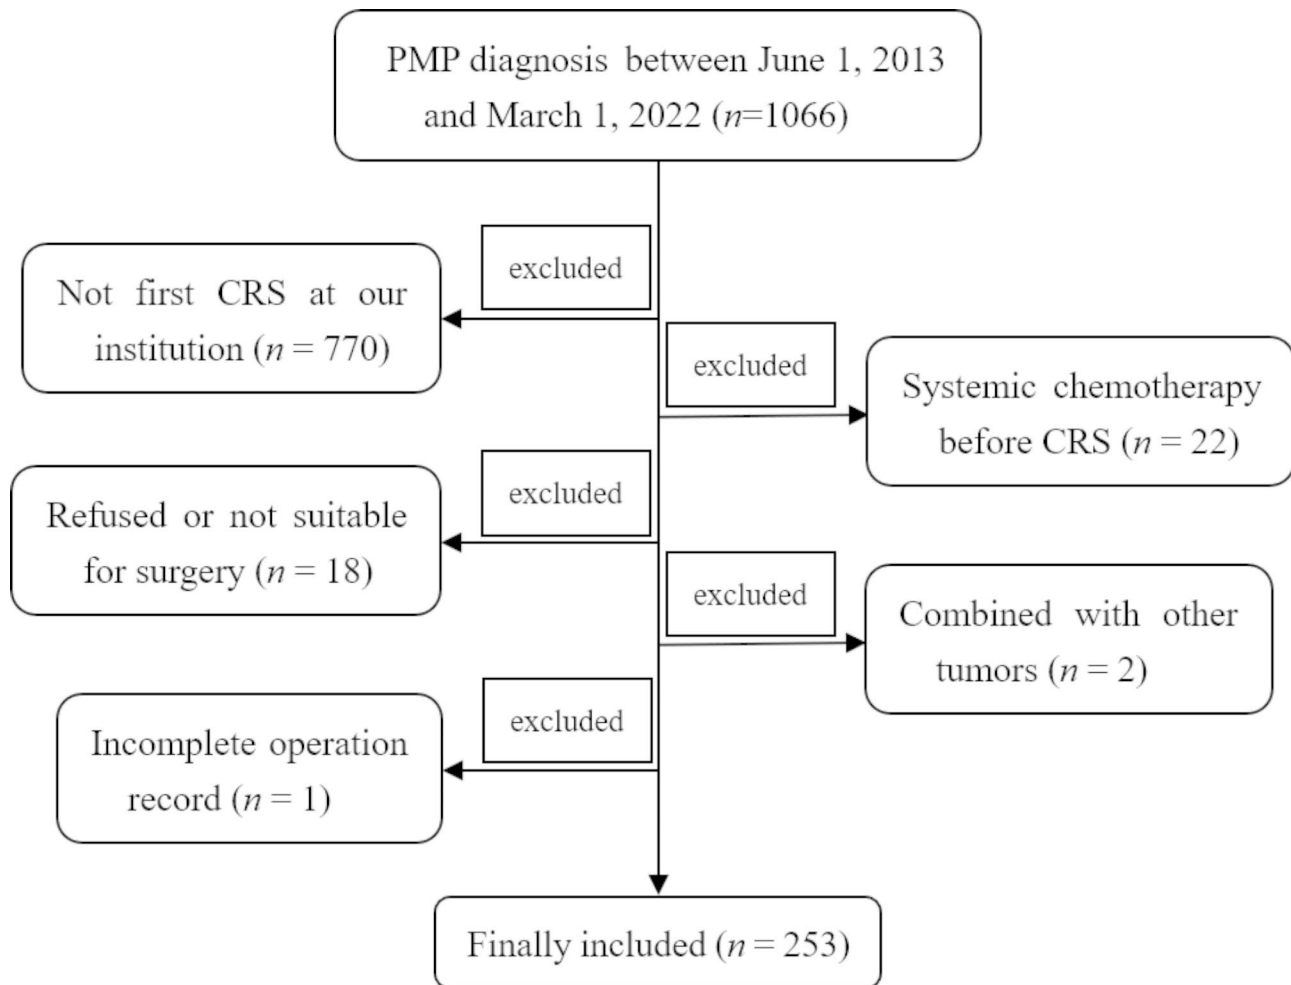 PMP diagnosis between June 1, 2013
and March 1, 2022 (n=1066)
excluded
Not first CRS at our
institution (n = 770)
excluded
Systemic chemotherapy
before CRS (n = 22)
excluded
Refused or not suitable
for surgery (n = 18)
excluded
Combined with other
tumors (n = 2)
excluded
Incomplete operation
record (n = 1)
Finally included (n = 253)